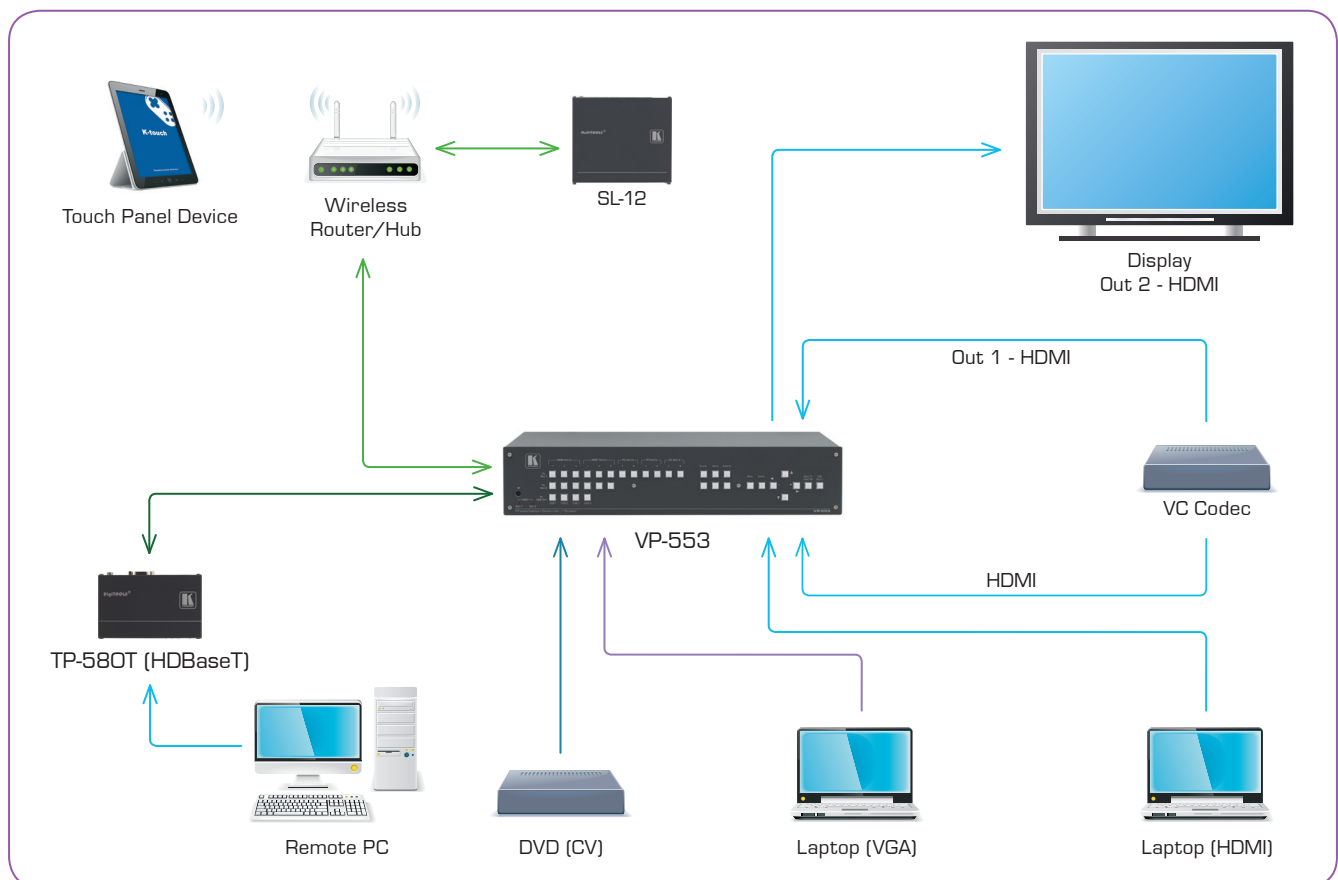 K-touch
Touch Panel Device
Wireless
Router/Hub
SL-12
Display
Out 2 - HDMI
Out 1 - HDMI
VC Codec
K
VP-553
HDMI
K
TP-580T (HDBaseT)
Remote PC
DVD (CV)
Laptop (VGA)
Laptop (HDMI)